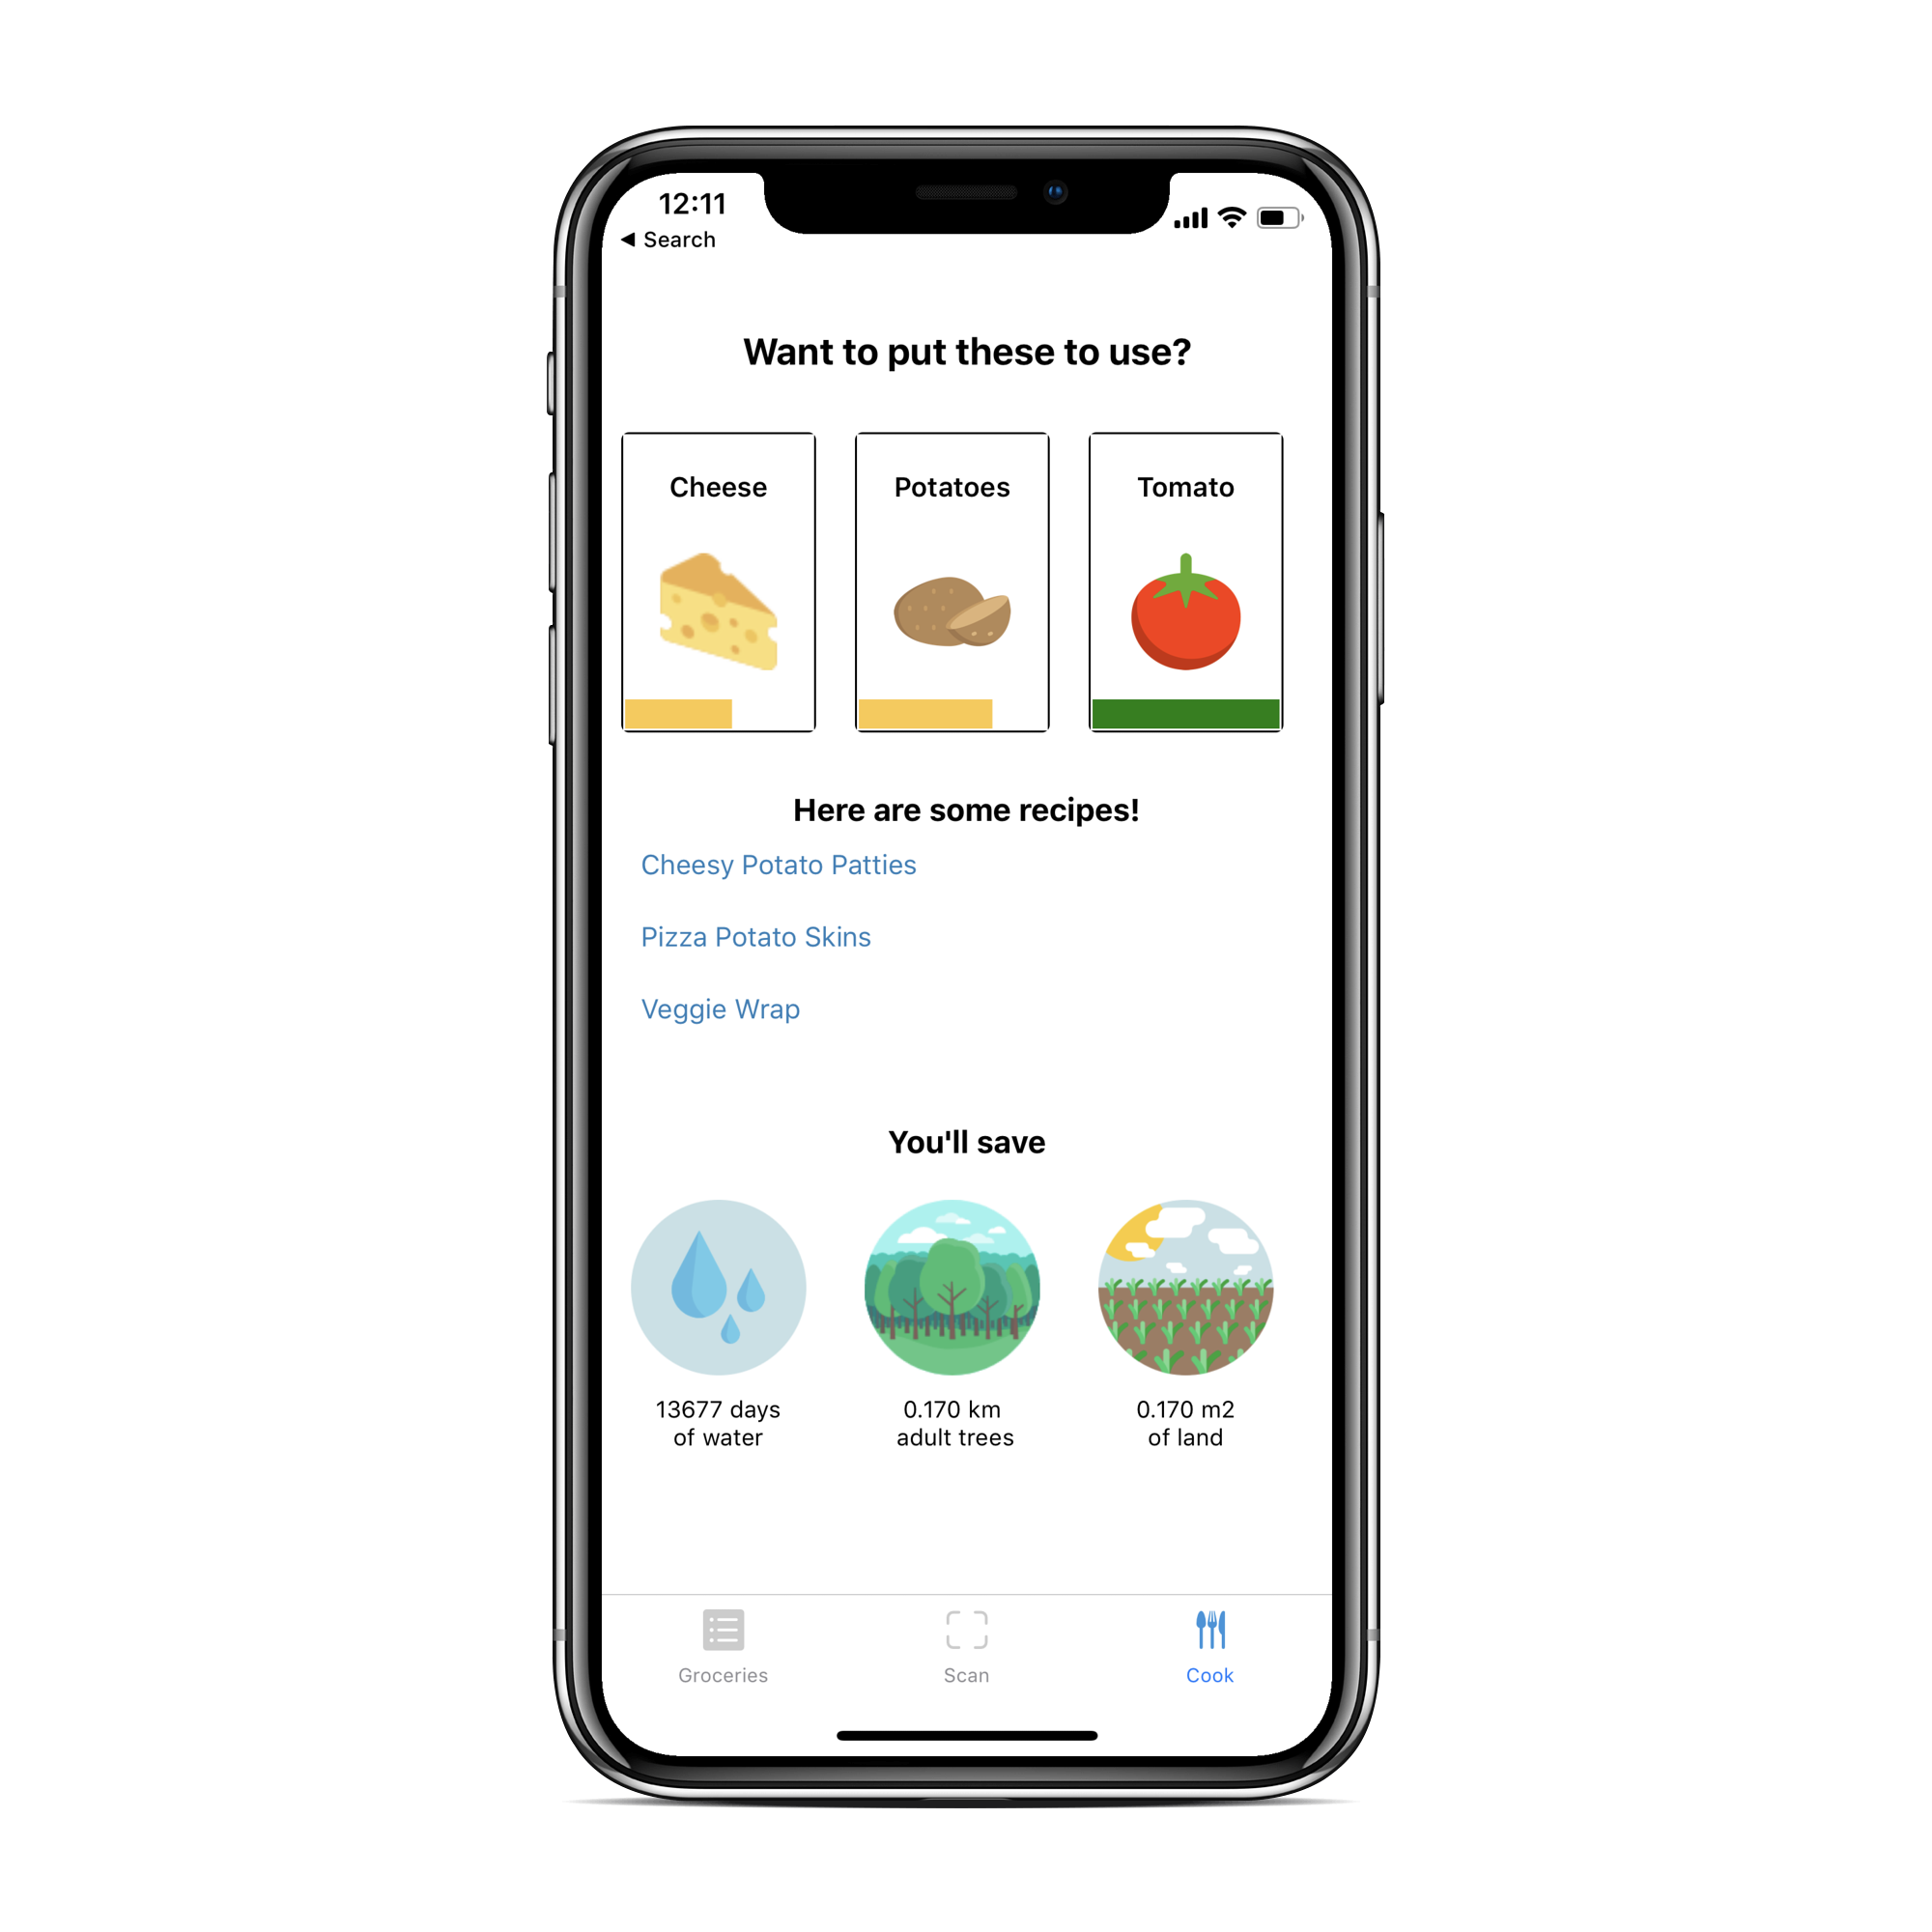 12:11
◀ Search
Want to put these to use?
Cheese
Potatoes
Tomato
Here are some recipes!
Cheesy Potato Patties
Pizza Potato Skins
Veggie Wrap
You'll save
13677 days
of water
0.170 km
adult trees
0.170 m2
of land
Groceries
Scan
Cook